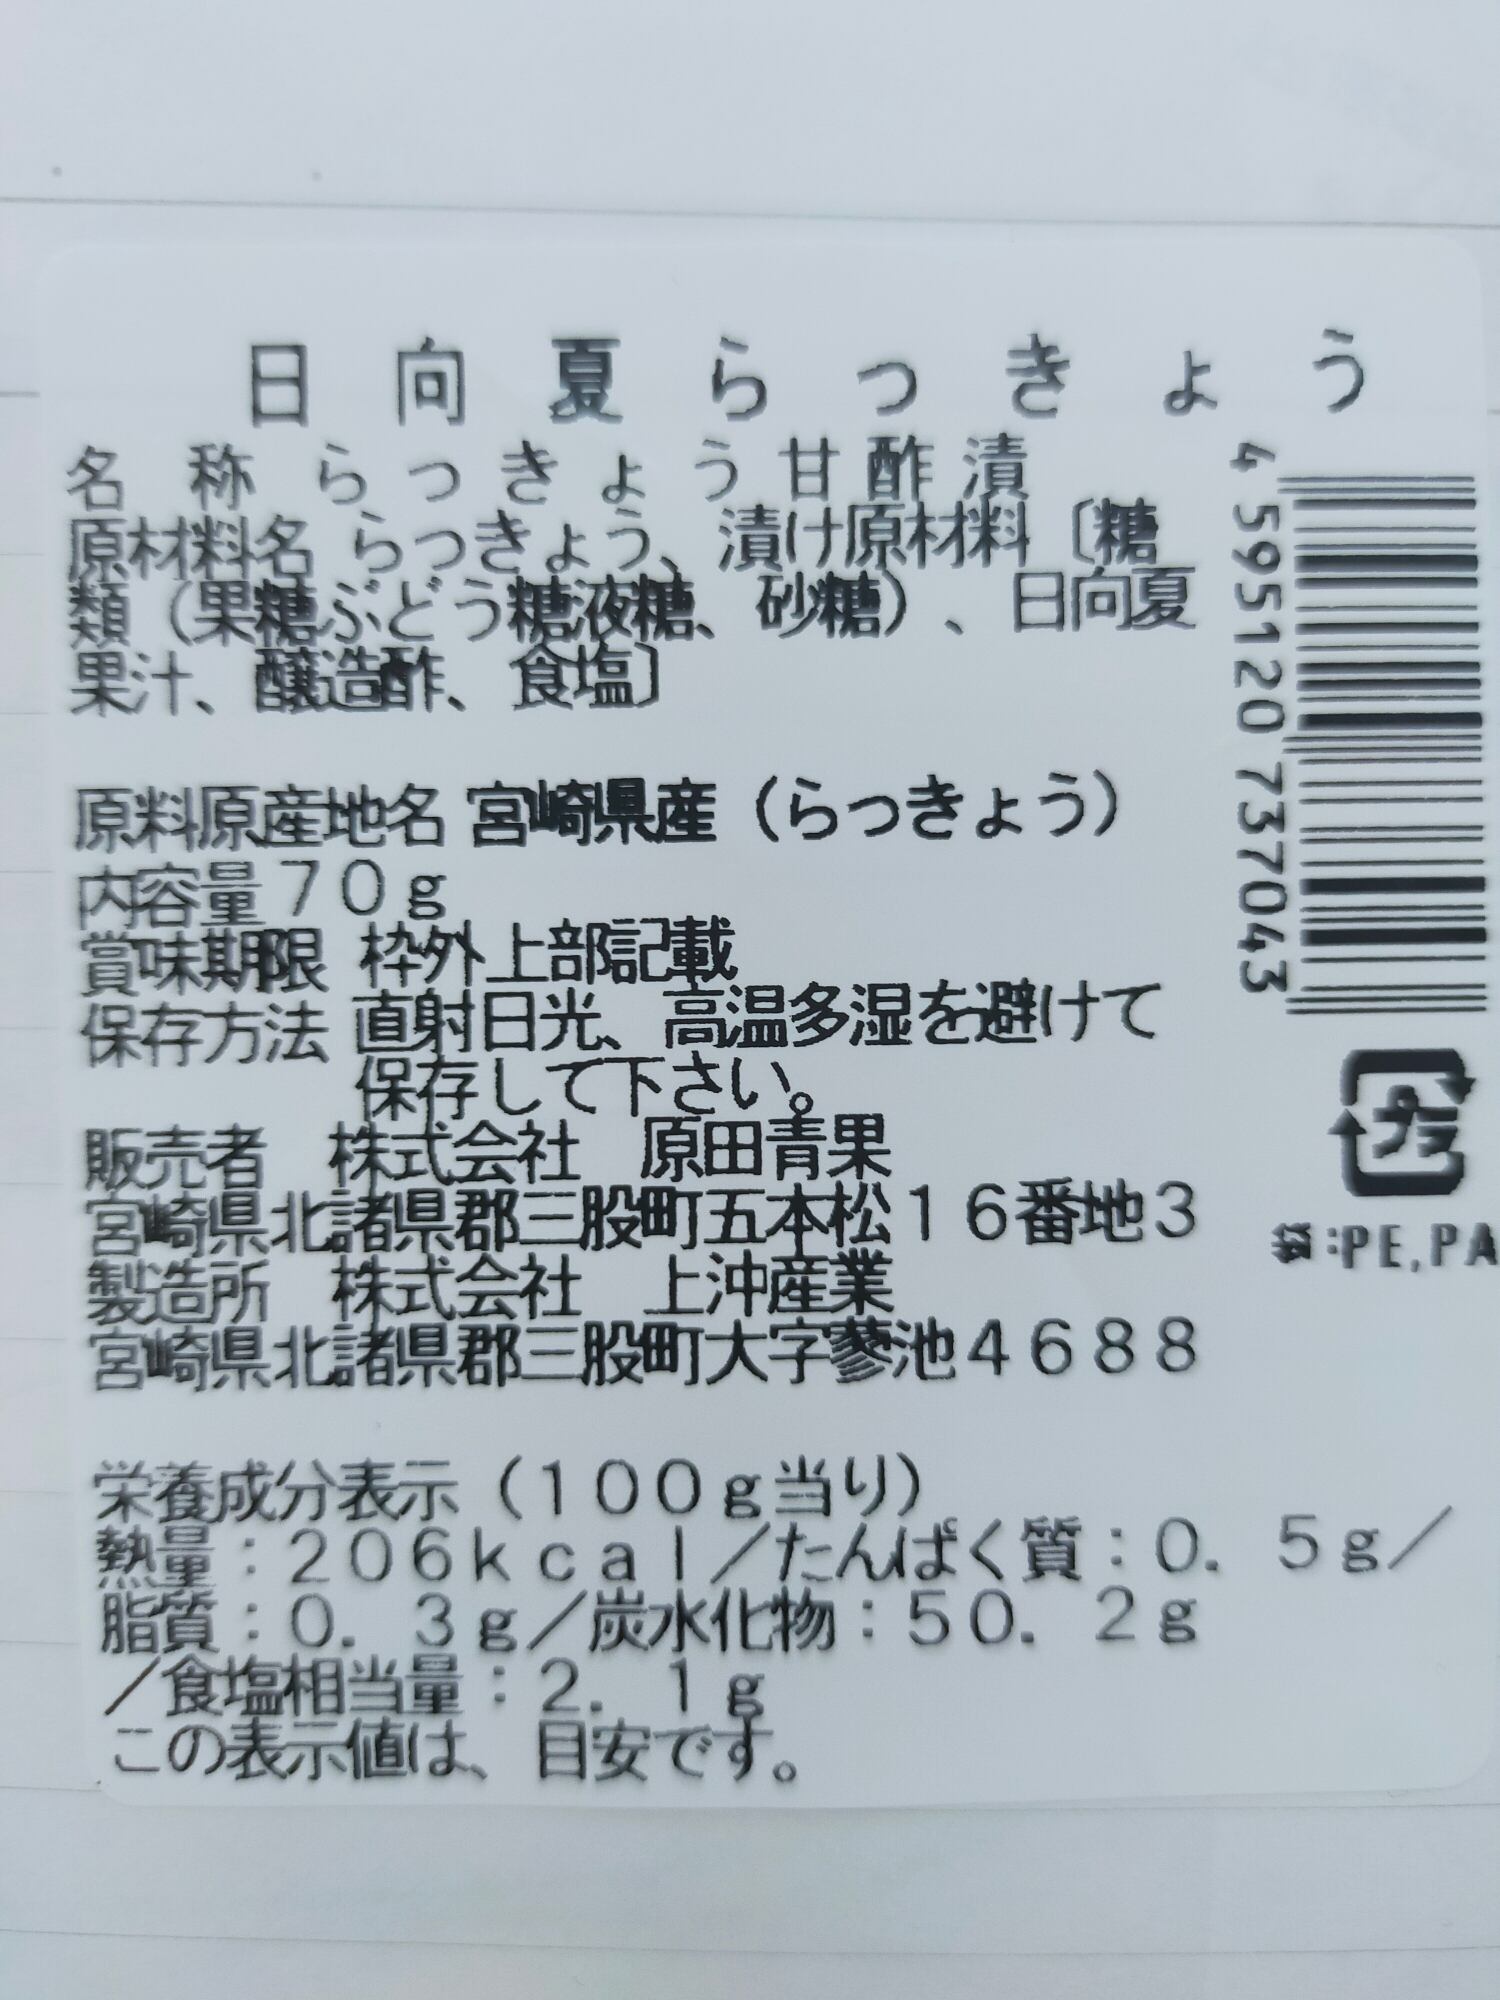 日向夏らっきょう
名称らっきょう甘酢漬
原材料名 らっきょう、漬け原材料〔糖
類（果糖ぶどう糖液糖、砂糖）、日向夏
果汁、醸造酢、食塩〕
原料原産地名 宮崎県産（らっきょう）
内容量70g
賞味期限 枠外上部記載
保存方法 直射日光、高温多湿を避けて
保存して下さい。
販売者 株式会社 原田青果
宮崎県北諸県郡三股町五本松16番地3
製造所 株式会社 上沖産業
宮崎県北諸県郡三股町大字蓼池4688
栄養成分表示（100g当り）
熱量：206kcal／たんぱく質：0．5g／
脂質：0．3g／炭水化物：50．2g
／食塩相当量：2．1g
この表示値は、目安です。
4595120737043
プラ
袋:PE,PA